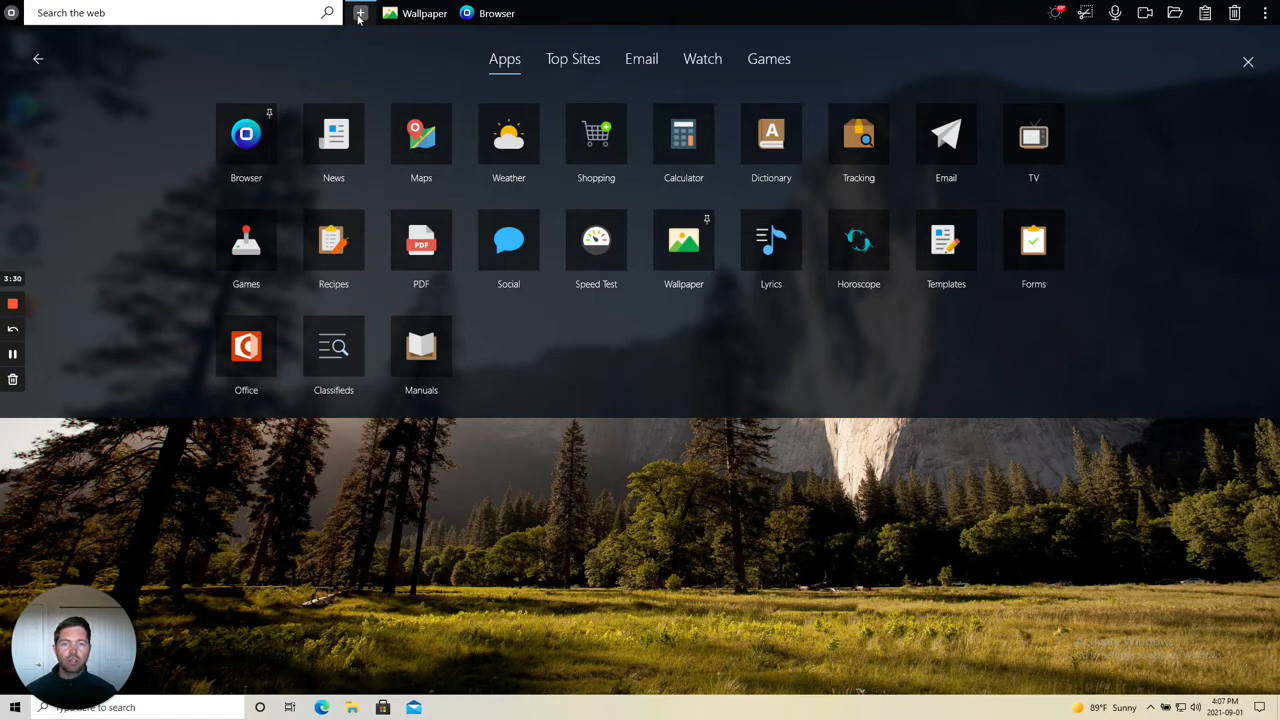 Search the web
Wallpaper
Browser
Apps
Top Sites
Email
Watch
Games
Browser
News
Maps
Weather
Shopping
Calculator
A
Dictionary
Tracking
Email
TV
Games
Recipes
PDF
PDF
Social
Speed Test
Wallpaper
Lyrics
Horoscope
Templates
Forms
Office
Classifieds
Manuals
3:30
Type here to search
89°F Sunny
4:07 PM
2021-09-01